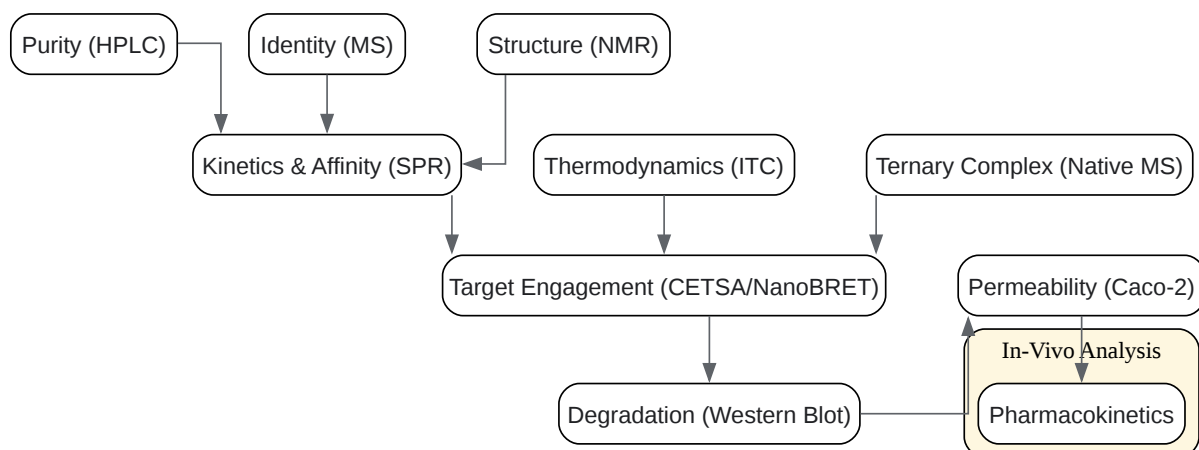 Purity (HPLC)
Identity (MS)
Structure (NMR)
Kinetics & Affinity (SPR)
Thermodynamics (ITC)
Ternary Complex (Native MS)
Target Engagement (CETSA/NanoBRET)
Permeability (Caco-2)
In-Vivo Analysis
Degradation (Western Blot)
Pharmacokinetics